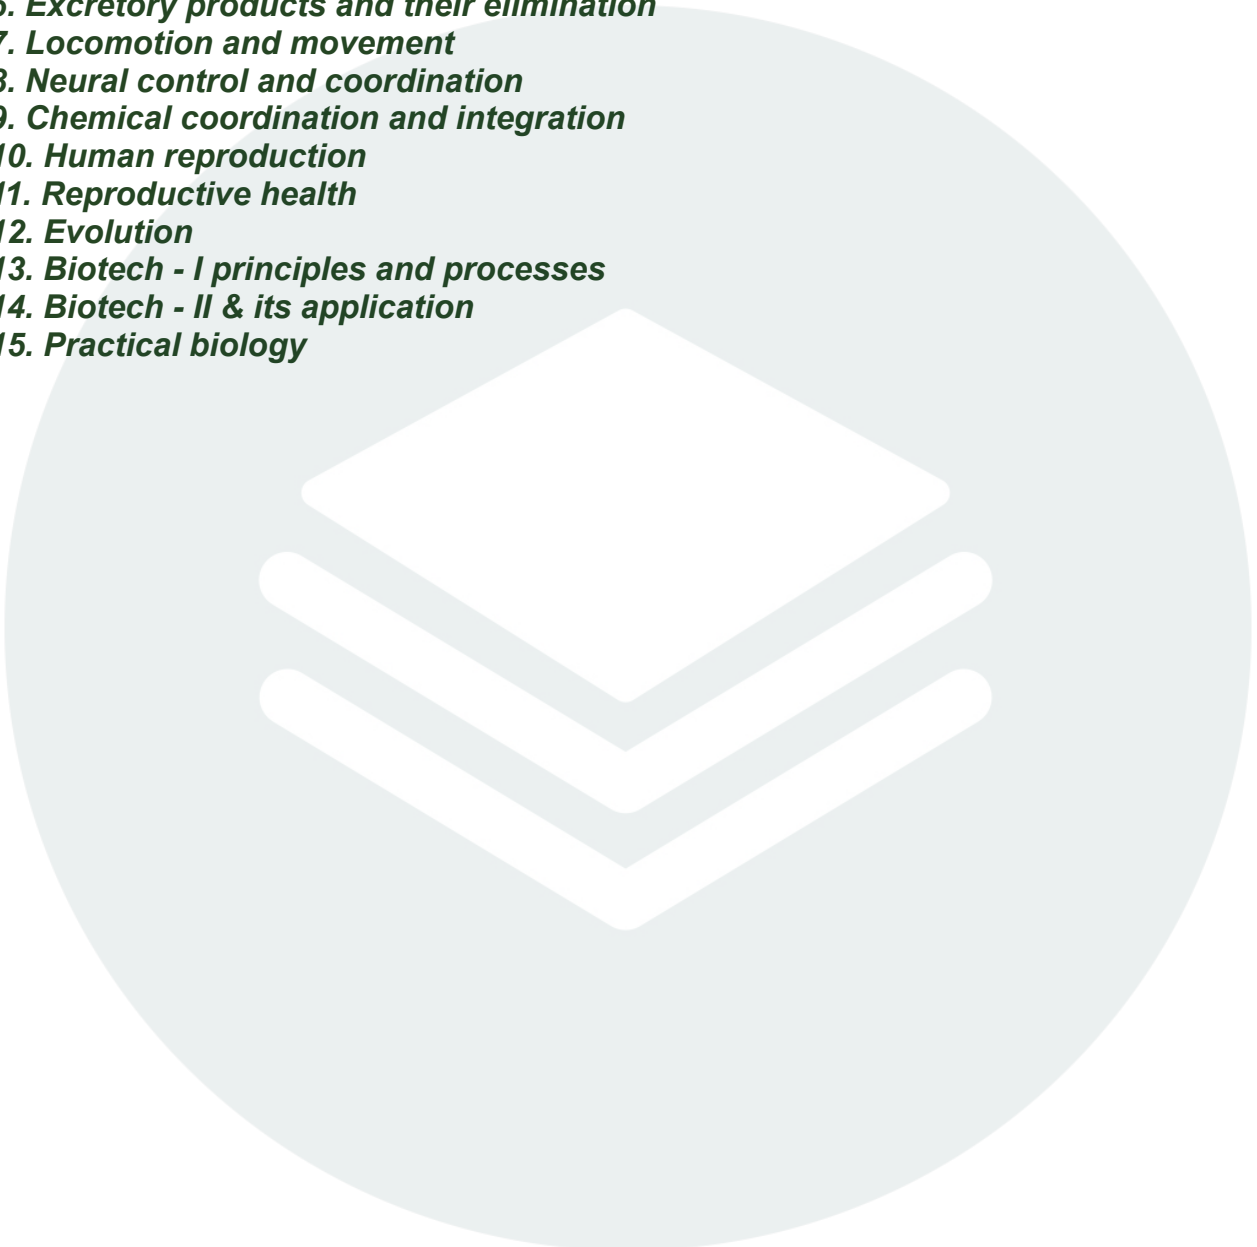 6. Excretory products and their elimination
7. Locomotion and movement
8. Neural control and coordination
9. Chemical coordination and integration
10. Human reproduction
11. Reproductive health
12. Evolution
13. Biotech - I principles and processes
14. Biotech - II & its application
15. Practical biology